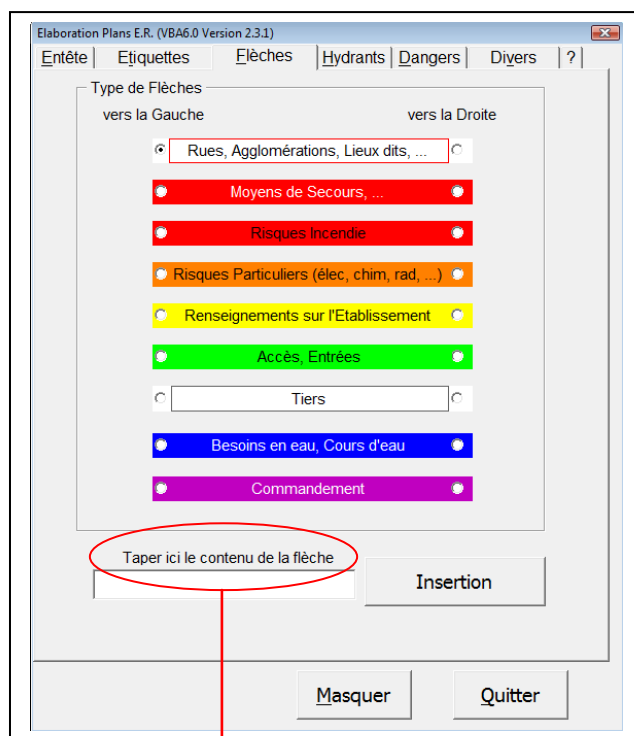 Elaboration Plans E.R. (VBA6.0 Version 2.3.1)
Entête Etiquettes Flèches Hydrants Dangers Divers ?
Type de Flèches
vers la Gauche vers la Droite
Rues, Agglomérations, Lieux dits, ...
Moyens de Secours, ...
Risques Incendie
Risques Particuliers (élec, chim, rad, ...)
Renseignements sur l'Etablissement
Accès, Entrées
Tiers
Besoins en eau, Cours d'eau
Commandement
Taper ici le contenu de la flèche
Insertion
Masquer Quitter